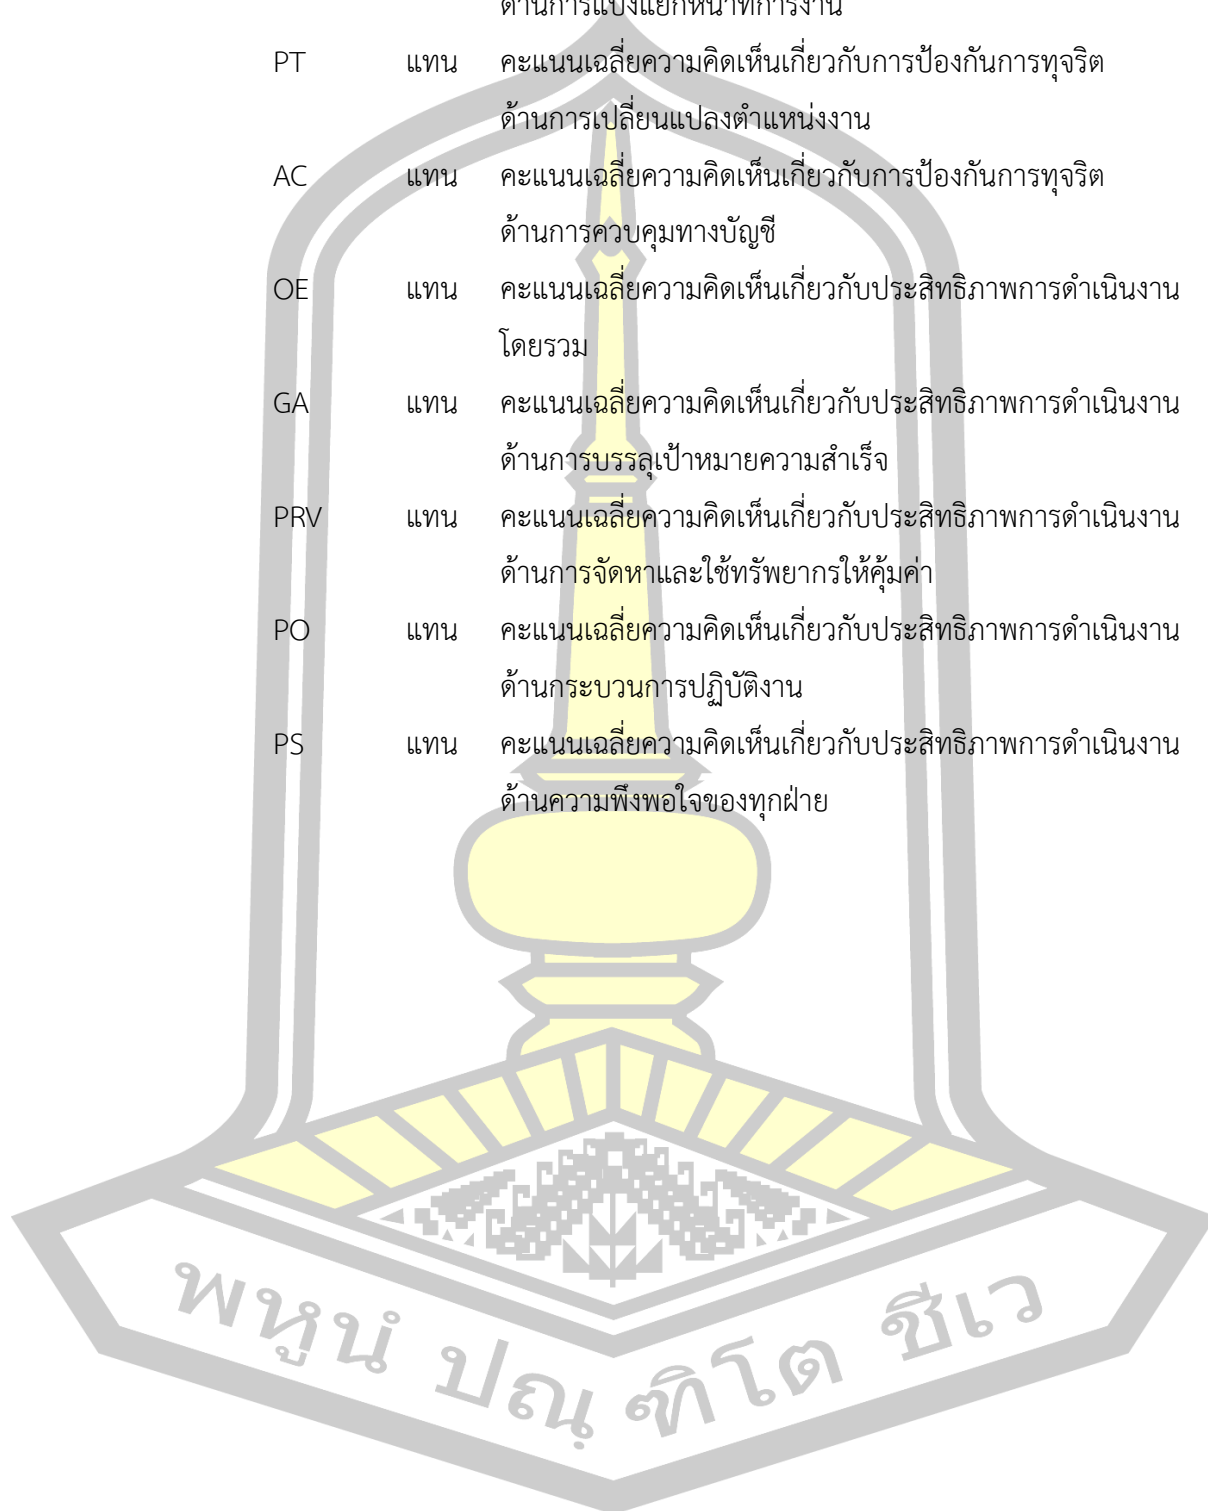 ด้านการแบ่งแยกหน้าที่การงาน
PT แทน คะแนนเฉลี่ยความคิดเห็นเกี่ยวกับการป้องกันการทุจริต
ด้านการเปลี่ยนแปลงตำแหน่งงาน
AC แทน คะแนนเฉลี่ยความคิดเห็นเกี่ยวกับการป้องกันการทุจริต
ด้านการควบคุมทางบัญชี
OE แทน คะแนนเฉลี่ยความคิดเห็นเกี่ยวกับประสิทธิภาพการดำเนินงาน
โดยรวม
GA แทน คะแนนเฉลี่ยความคิดเห็นเกี่ยวกับประสิทธิภาพการดำเนินงาน
ด้านการบรรลุเป้าหมายความสำเร็จ
PRV แทน คะแนนเฉลี่ยความคิดเห็นเกี่ยวกับประสิทธิภาพการดำเนินงาน
ด้านการจัดหาและใช้ทรัพยากรให้คุ้มค่า
PO แทน คะแนนเฉลี่ยความคิดเห็นเกี่ยวกับประสิทธิภาพการดำเนินงาน
ด้านกระบวนการปฏิบัติงาน
PS แทน คะแนนเฉลี่ยความคิดเห็นเกี่ยวกับประสิทธิภาพการดำเนินงาน
ด้านความพึงพอใจของทุกฝ่าย
พหูนํ ปณฺ ฑิโต ชีเว